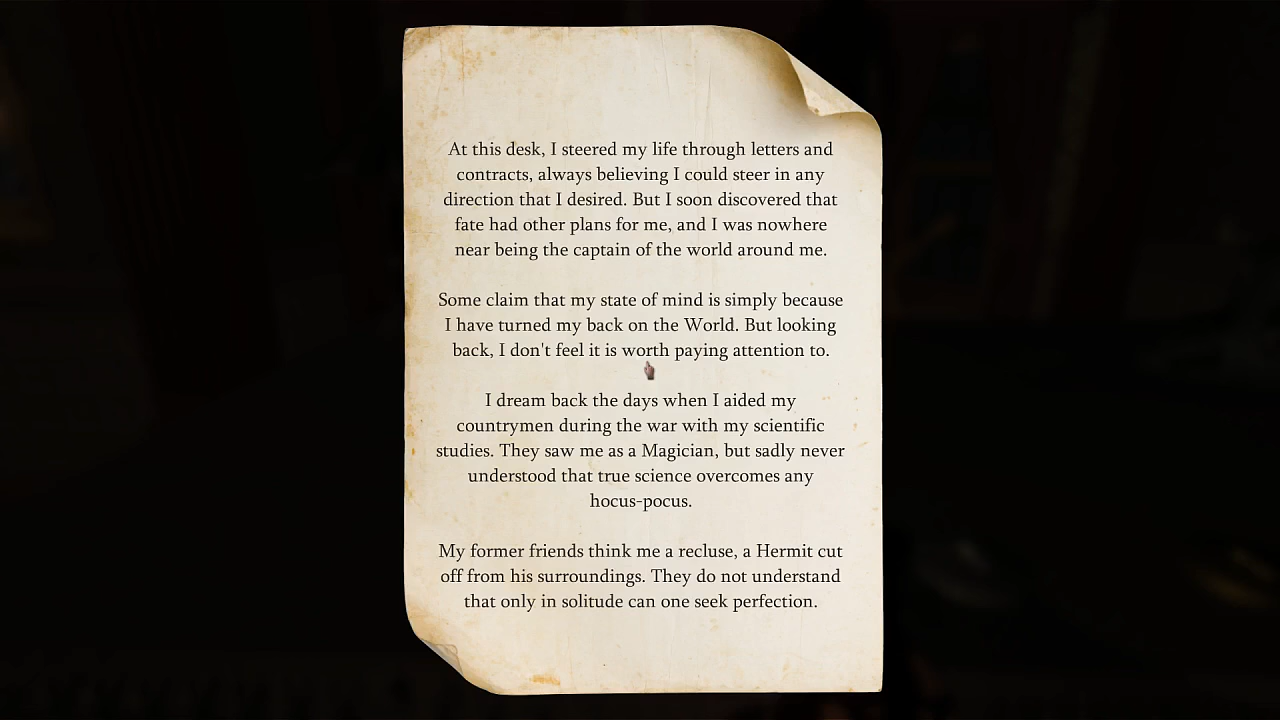 At this desk, I steered my life through letters and
contracts, always believing I could steer in any
direction that I desired. But I soon discovered that
fate had other plans for me, and I was nowhere
near being the captain of the world around me.
Some claim that my state of mind is simply because
I have turned my back on the World. But looking
back, I don't feel it is worth paying attention to.
I dream back the days when I aided my
countrymen during the war with my scientific
studies. They saw me as a Magician, but sadly never
understood that true science overcomes any
hocus-pocus.
My former friends think me a recluse, a Hermit cut
off from his surroundings. They do not understand
that only in solitude can one seek perfection.